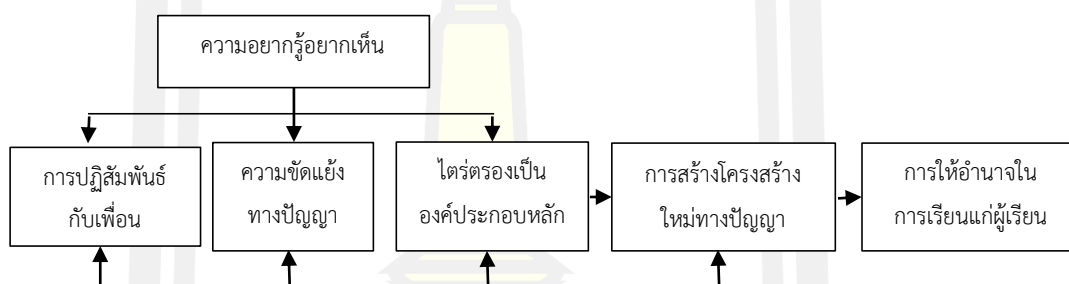 ความอยากรู้อยากเห็น
การปฏิสัมพันธ์
กับเพื่อน
ความขัดแย้ง
ทางปัญญา
ไตร่ตรองเป็น
องค์ประกอบหลัก
การสร้างโครงสร้าง
ใหม่ทางปัญญา
การให้อำนาจใน
การเรียนแก่ผู้เรียน